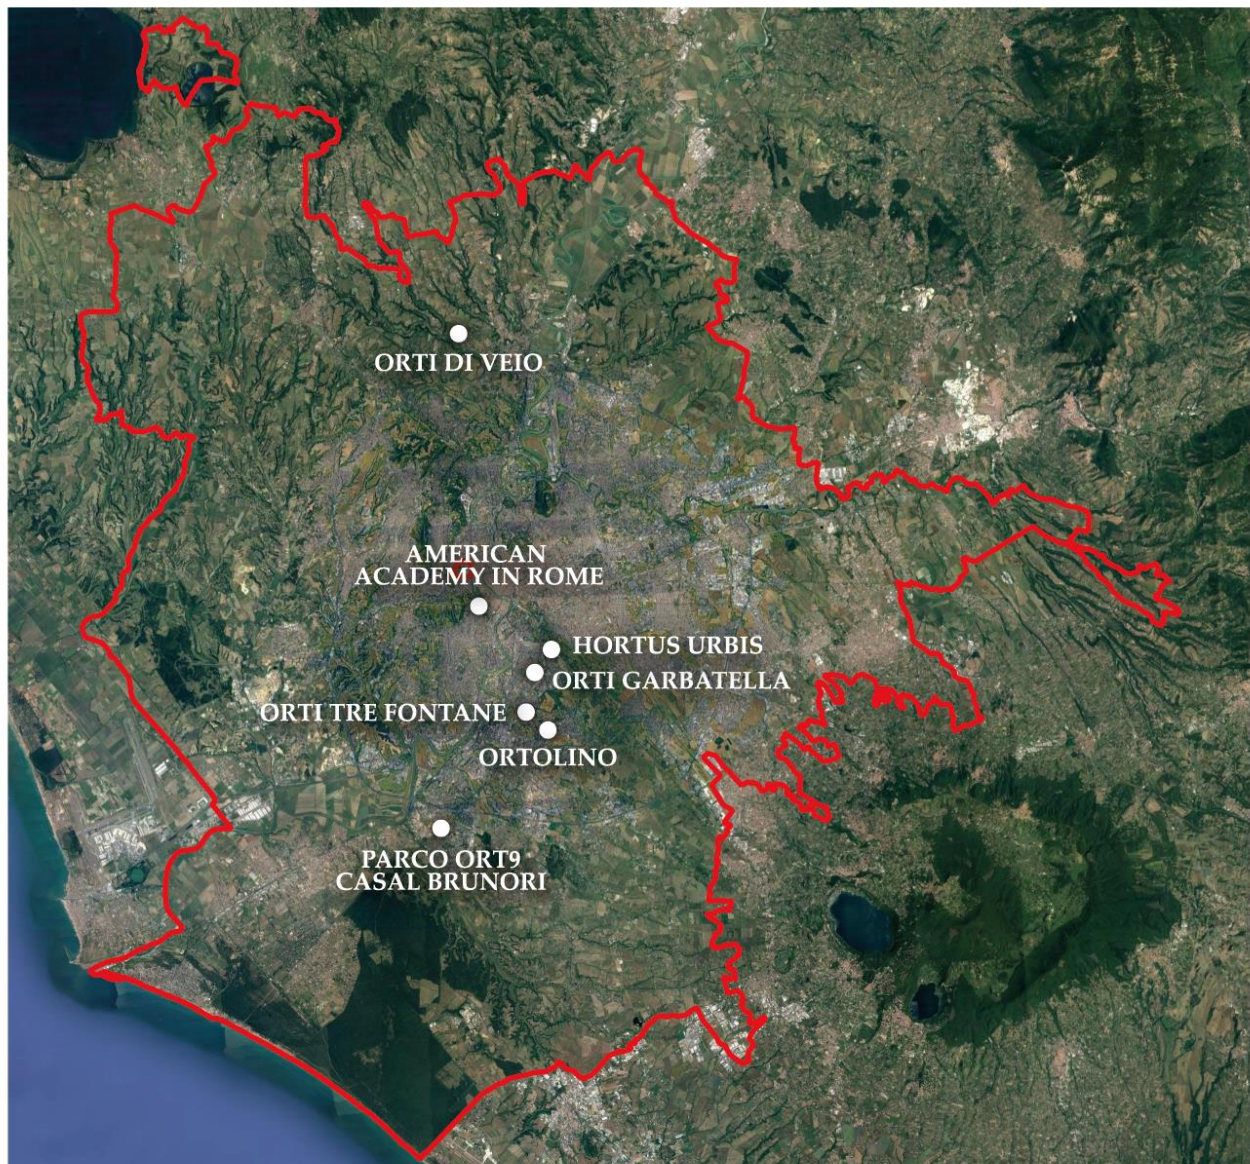 ORTI DI VEIO
AMERICAN
ACADEMY IN ROME
HORTUS URBIS
ORTI GARBATELLA
ORTI TRE FONTANE
ORTOLINO
PARCO ORT9
CASAL BRUNORI